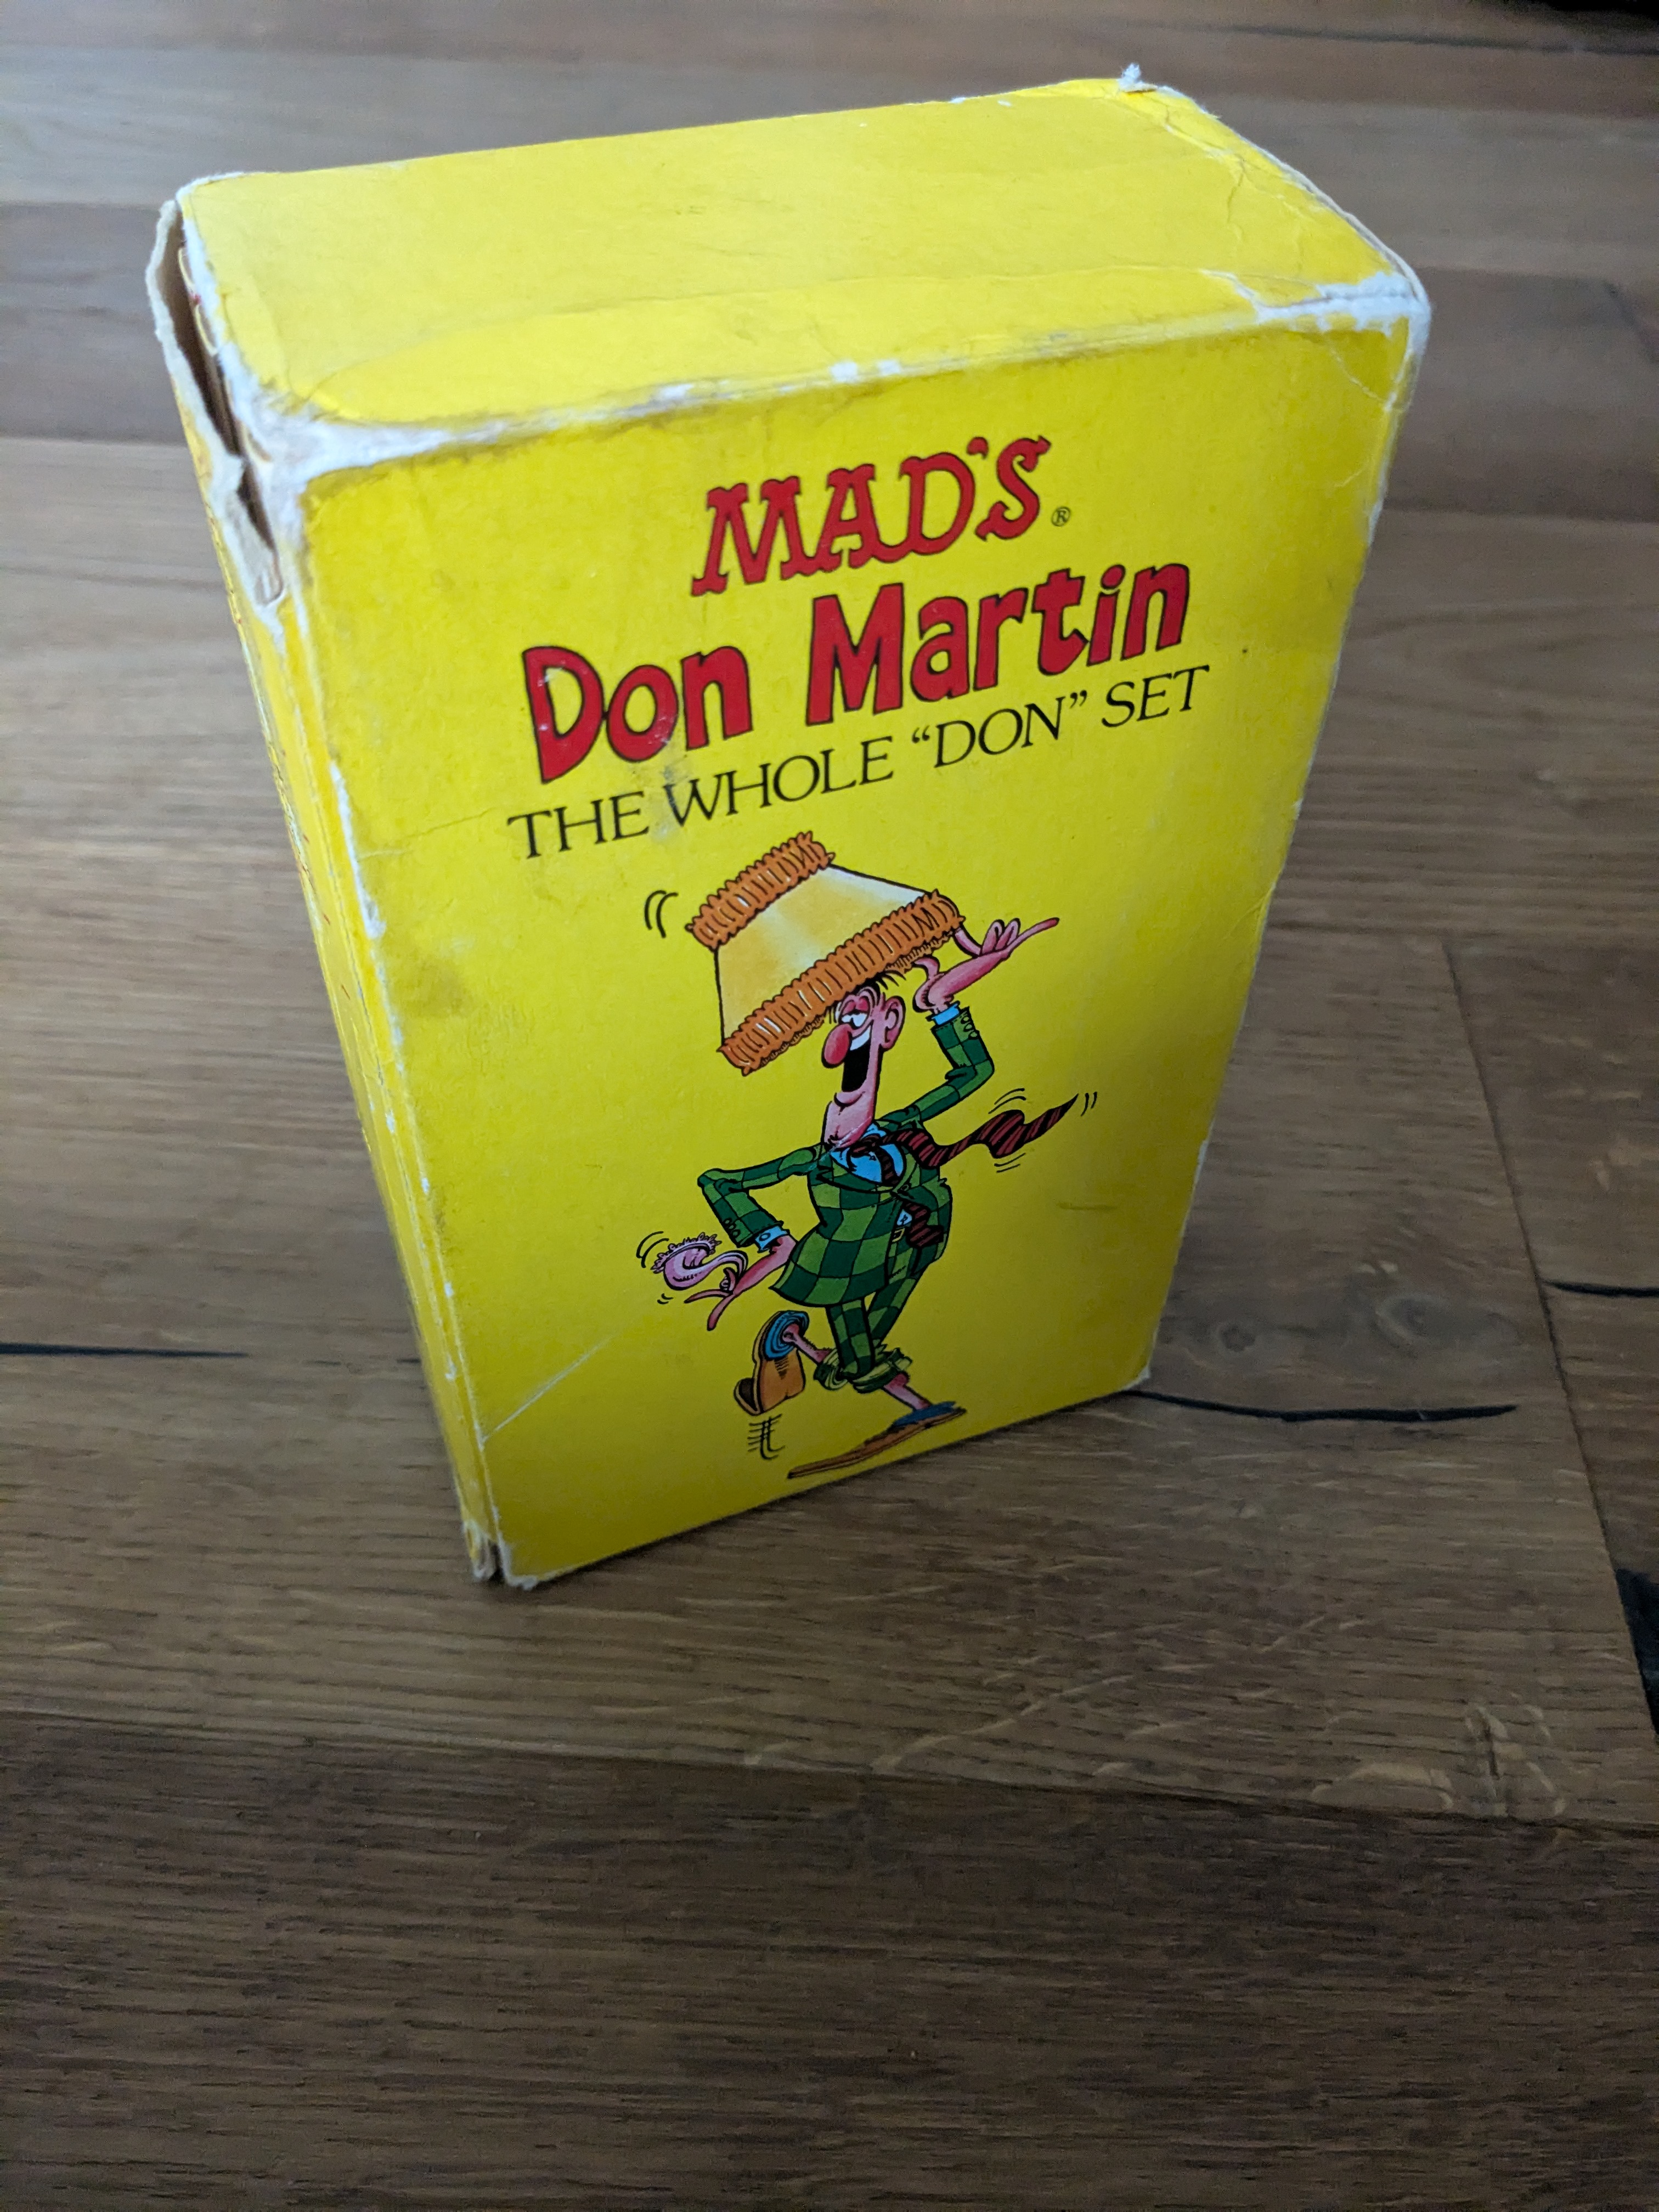 MAD'S®
Don Martin
THE WHOLE “DON” SET